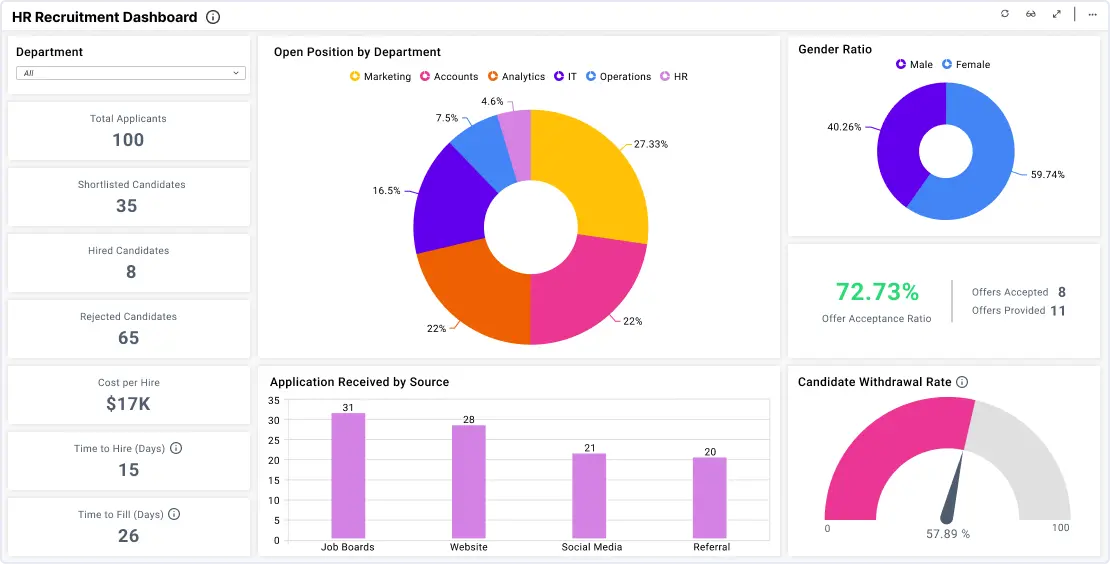 HR Recruitment Dashboard
Department
All
Total Applicants
100
Shortlisted Candidates
35
Hired Candidates
8
Rejected Candidates
65
Cost per Hire
$17K
Time to Hire (Days)
15
Time to Fill (Days)
26
Open Position by Department
Marketing Accounts Analytics IT Operations HR
4.6%
7.5%
27.33%
16.5%
22%
22%
Application Received by Source
35
30
25
20
15
10
5
0
31
28
21
20
Job Boards Website Social Media Referral
Gender Ratio
Male Female
40.26%
59.74%
72.73%
Offer Acceptance Ratio
Offers Accepted 8
Offers Provided 11
Candidate Withdrawal Rate
0
100
57.89 %